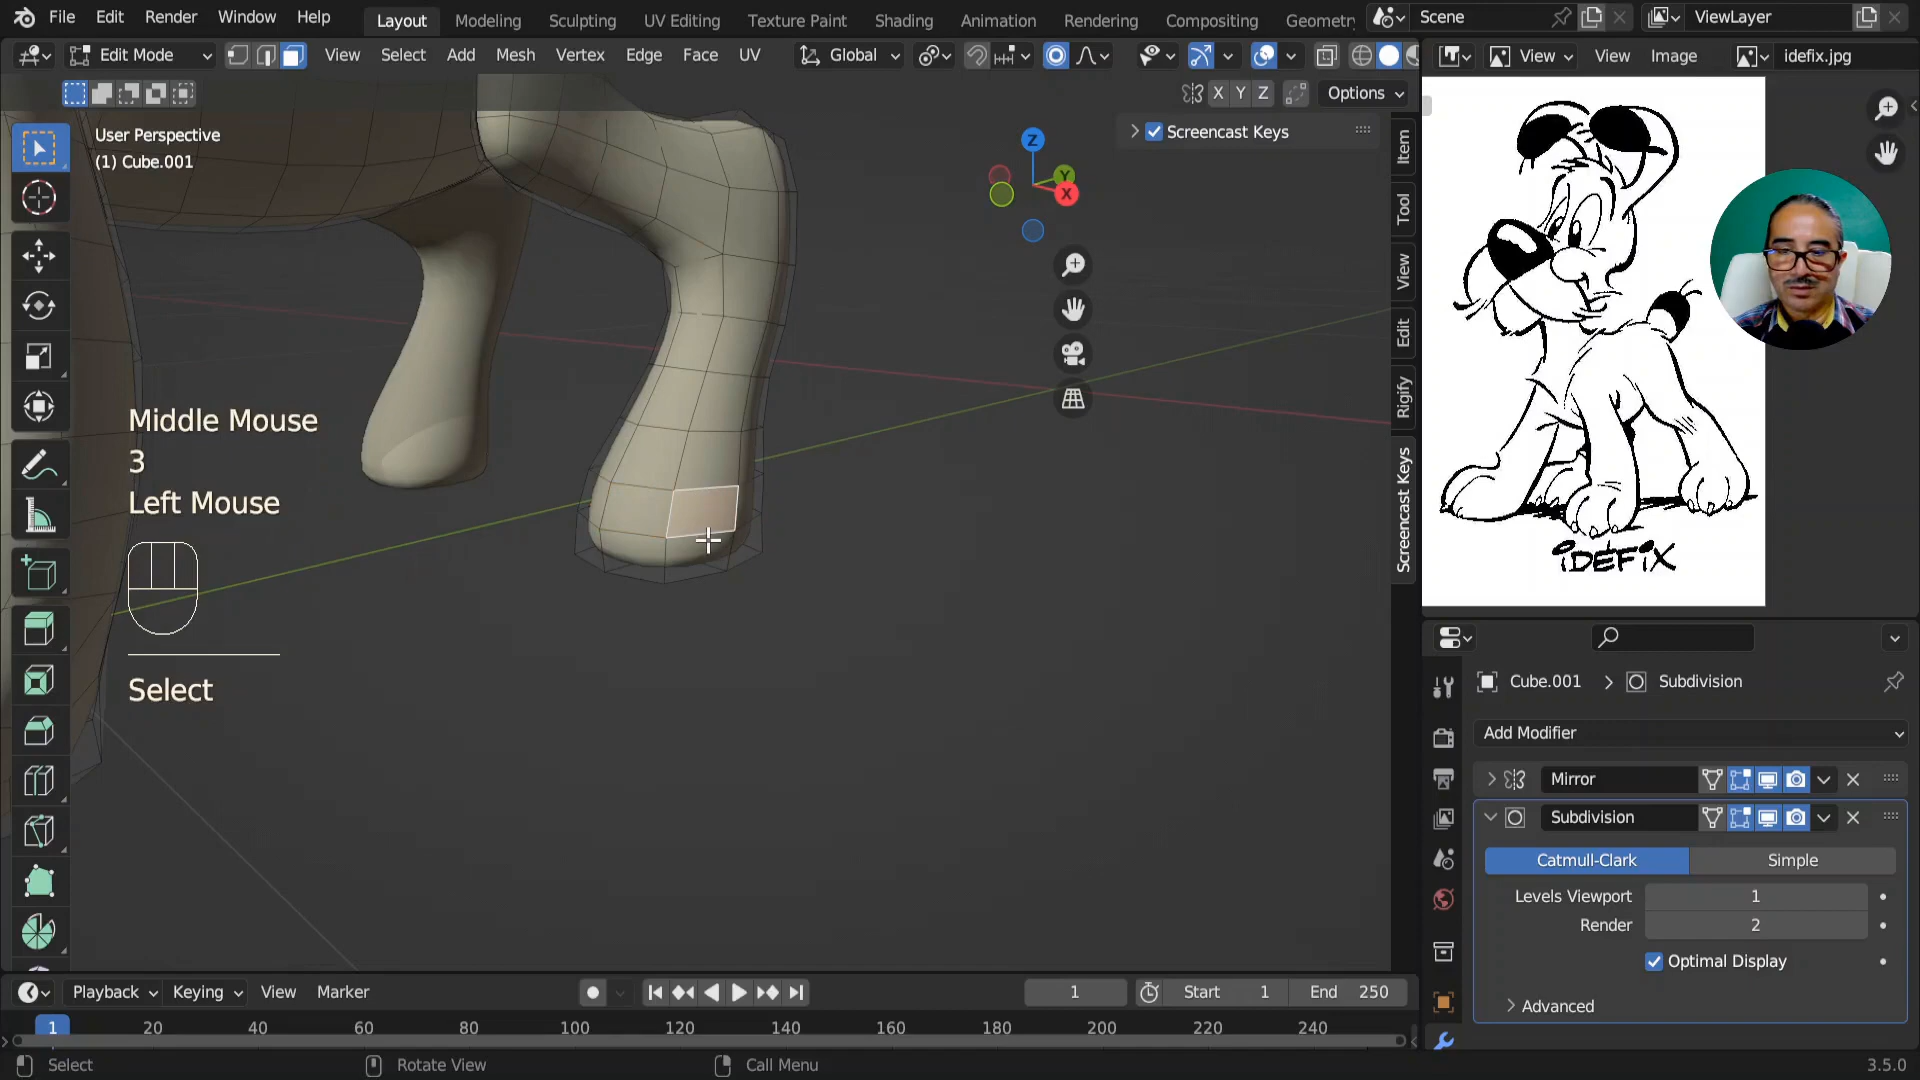 File Edit Render Window Help Layout Modeling Sculpting UV Editing Texture Paint Shading Animation Rendering Compositing Geometr Scene ViewLayer
Edit Mode View Select Add Mesh Vertex Edge Face UV Global View View Image idefix.jpg
X Y Z Options
User Perspective
(1) Cube.001
Screencast Keys
Z
Y
X
Item
Tool
View
Edit
Rigify
Screencast Keys
Middle Mouse
3
Left Mouse
Select
iDÉFiX
Cube.001 Subdivision
Add Modifier
Mirror
Subdivision
Catmull-Clark Simple
Levels Viewport 1
Render 2
Optimal Display
Advanced
Playback Keying View Marker 1 Start 1 End 250
1 20 40 60 80 100 120 140 160 180 200 220 240
Select Rotate View Call Menu 3.5.0